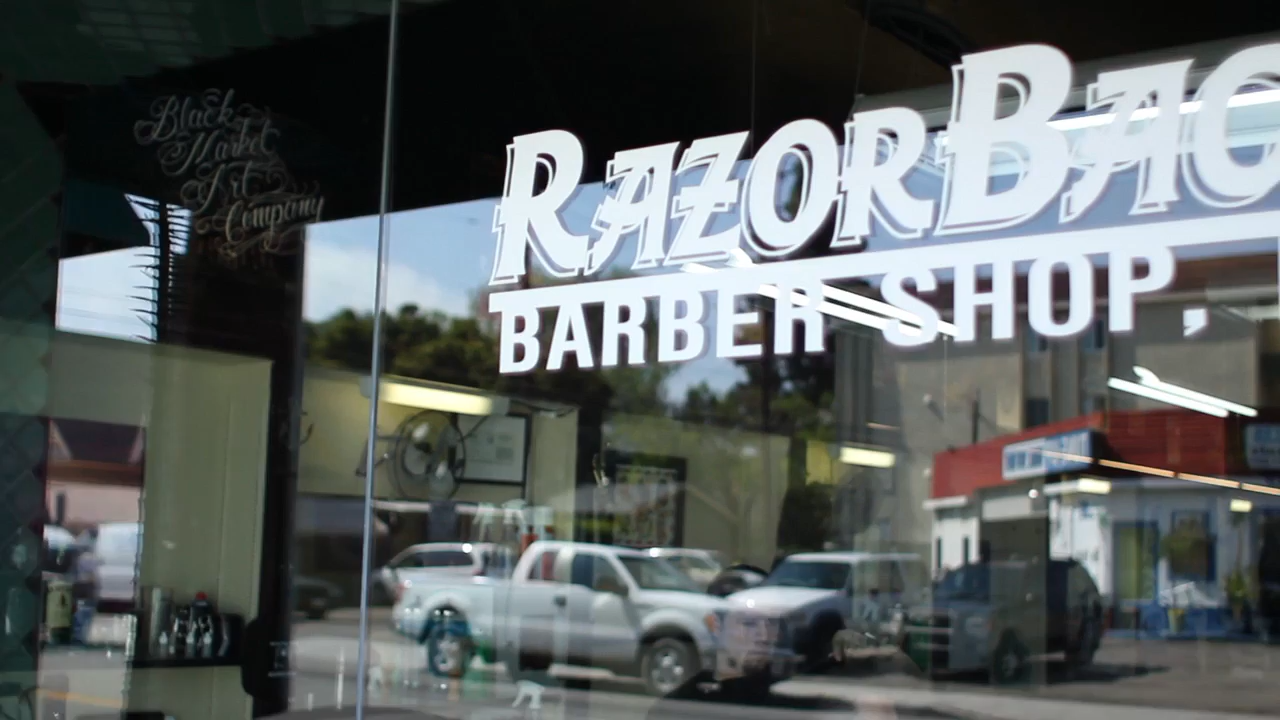 Black
Market
Art
Company
RAZORBAC
BARBER SHOP,